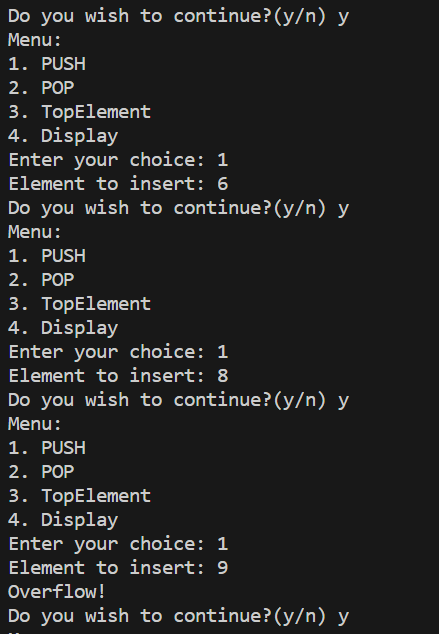 Do you wish to continue?(y/n) y
Menu:
1. PUSH
2. POP
3. TopElement
4. Display
Enter your choice: 1
Element to insert: 6
Do you wish to continue?(y/n) y
Menu:
1. PUSH
2. POP
3. TopElement
4. Display
Enter your choice: 1
Element to insert: 8
Do you wish to continue?(y/n) y
Menu:
1. PUSH
2. POP
3. TopElement
4. Display
Enter your choice: 1
Element to insert: 9
Overflow!
Do you wish to continue?(y/n) y